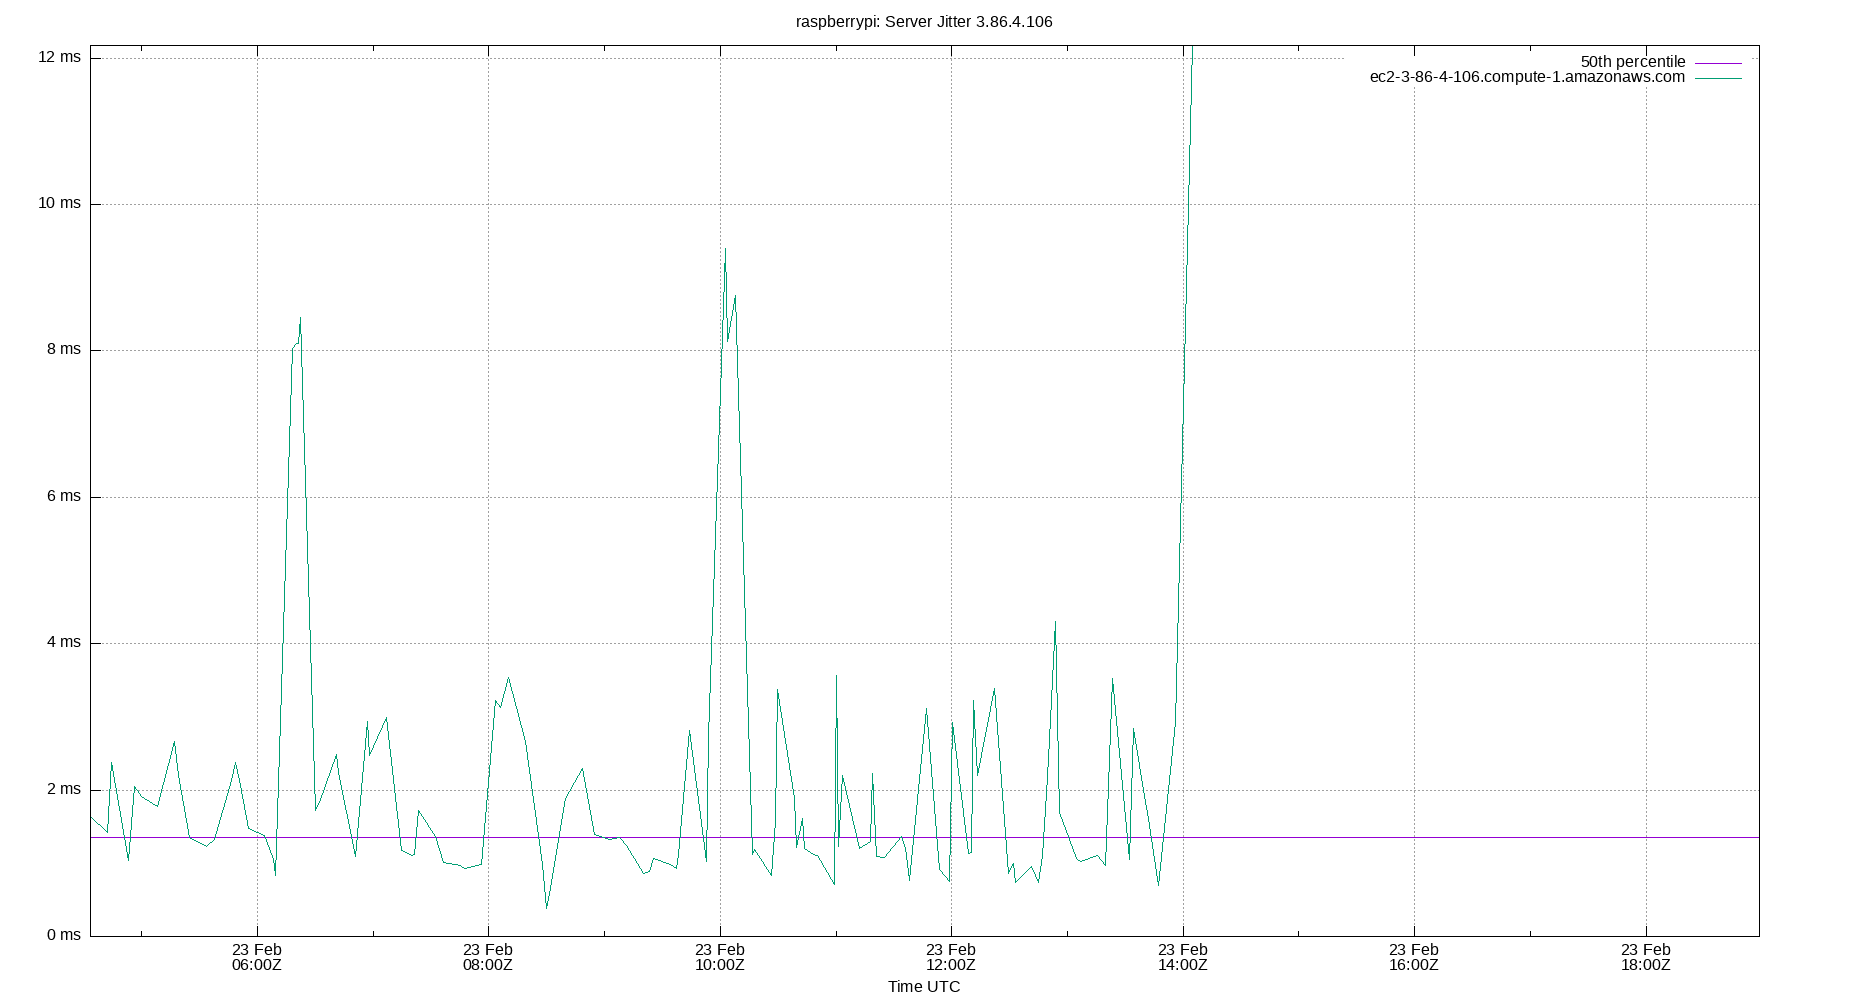 raspberrypi: Server Jitter 3.86.4.106
12 ms
10 ms
8 ms
6 ms
4 ms
2 ms
0 ms
50th percentile
ec2-3-86-4-106.compute-1.amazonaws.com
23 Feb
06:00Z
23 Feb
08:00Z
23 Feb
10:00Z
23 Feb
12:00Z
23 Feb
14:00Z
23 Feb
16:00Z
23 Feb
18:00Z
Time UTC